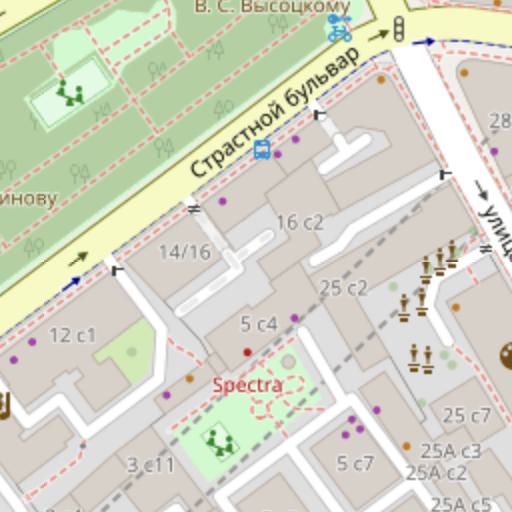 В. С. Высоцкому
Страстной бульвар
28
инову
16 с2
14/16
улица
25 с2
5 с4
12 с1
Spectra
25 с7
3 с11
5 с7
25А с3
25А с2
25А с5